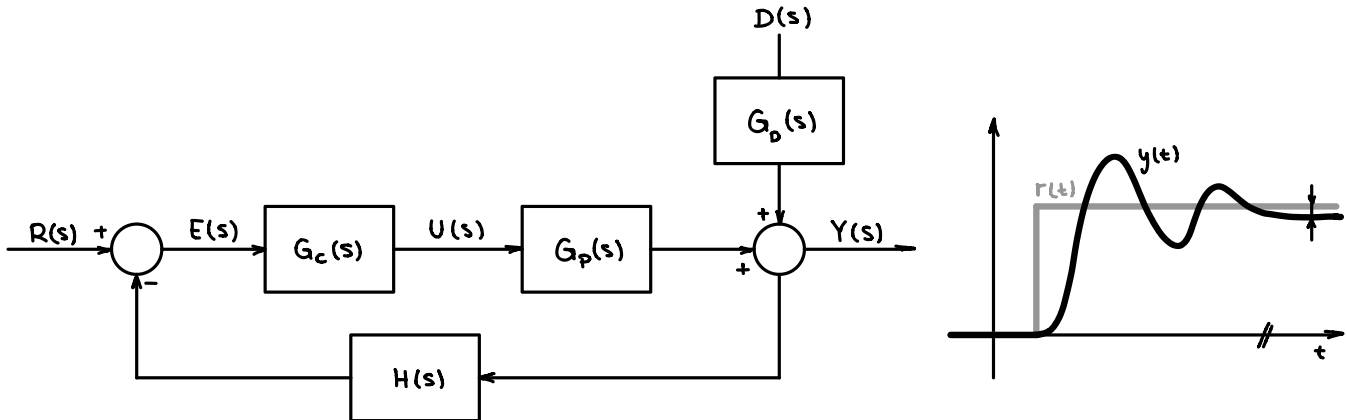 D(s)
G_D(s)
R(s)
+
E(s)
G_c(s)
U(s)
G_p(s)
+
+
Y(s)
-
H(s)
r(t)
y(t)
t